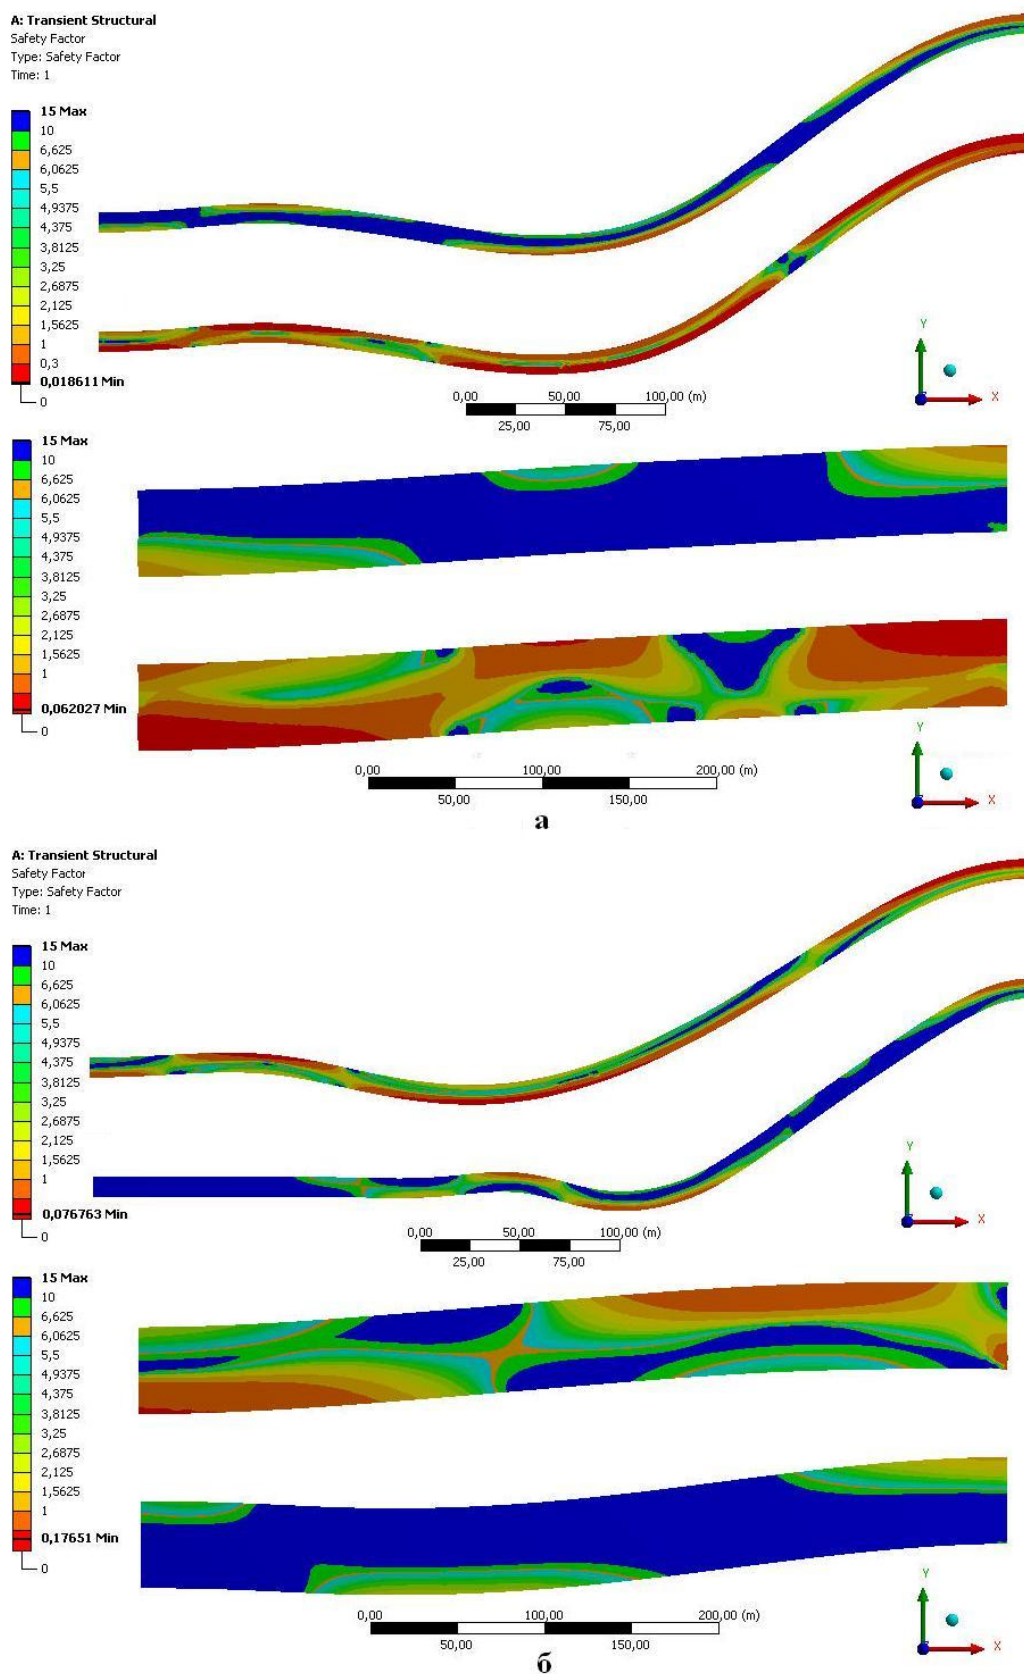 A: Transient Structural
Safety Factor
Type: Safety Factor
Time: 1
15 Max
10
6,625
6,0625
5,5
4,9375
4,375
3,8125
3,25
2,6875
2,125
1,5625
1
0,3
0,018611 Min
0
Y
X
0,00 50,00 100,00 (m)
25,00 75,00
15 Max
10
6,625
6,0625
5,5
4,9375
4,375
3,8125
3,25
2,6875
2,125
1,5625
1
0,062027 Min
0
Y
X
0,00 100,00 200,00 (m)
50,00 150,00
а
A: Transient Structural
Safety Factor
Type: Safety Factor
Time: 1
15 Max
10
6,625
6,0625
5,5
4,9375
4,375
3,8125
3,25
2,6875
2,125
1,5625
1
0,076763 Min
0
Y
X
0,00 50,00 100,00 (m)
25,00 75,00
15 Max
10
6,625
6,0625
5,5
4,9375
4,375
3,8125
3,25
2,6875
2,125
1,5625
1
0,17651 Min
0
Y
X
0,00 100,00 200,00 (m)
50,00 150,00
б